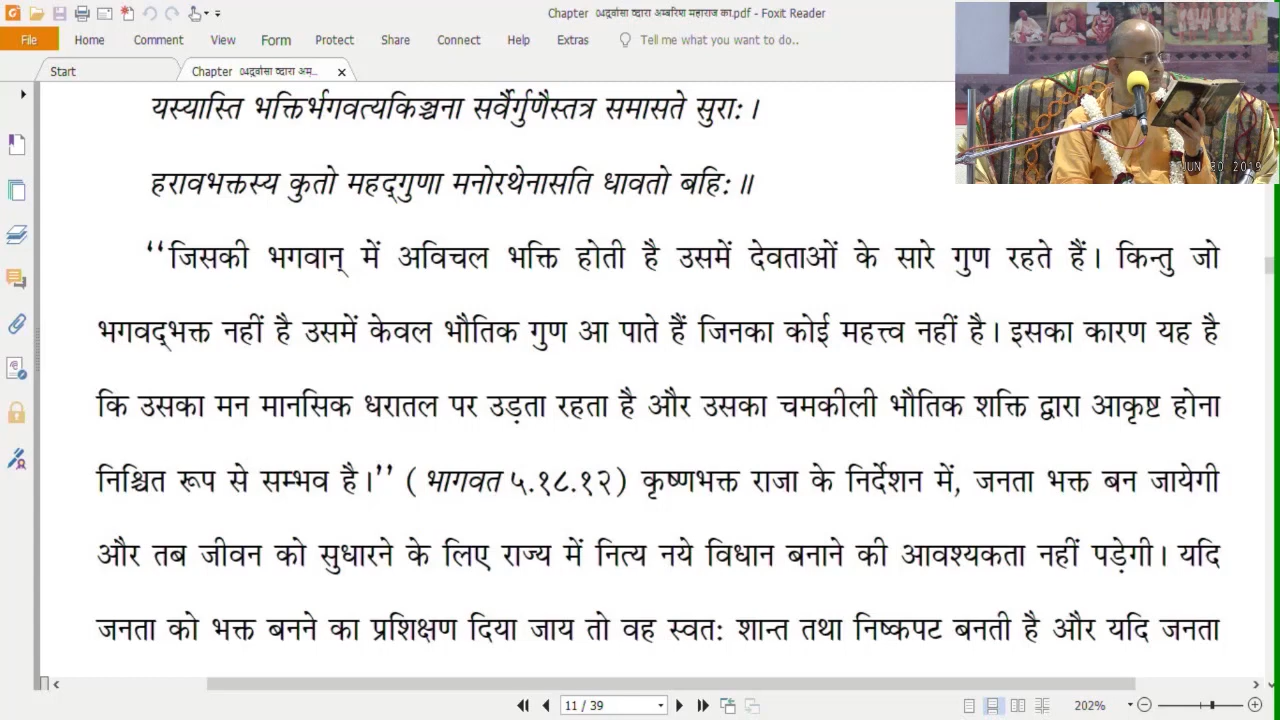 Chapter 04दुर्वासा व्दारा अम्बरिश महाराज का.pdf - Foxit Reader
File Home Comment View Form Protect Share Connect Help Extras Tell me what you want to do..
Start Chapter 04दुर्वासा व्दारा अम्...
यस्यास्ति भक्तिर्भगवत्यकिञ्चना सर्वैर्गुणैस्तत्र समासते सुराः ।
हरावभक्तस्य कुतो महद्‌गुणा मनोरथेनासति धावतो बहिः ॥
‘‘जिसकी भगवान् में अविचल भक्ति होती है उसमें देवताओं के सारे गुण रहते हैं। किन्तु जो
भगवद्‌भक्त नहीं है उसमें केवल भौतिक गुण आ पाते हैं जिनका कोई महत्त्व नहीं है। इसका कारण यह है
कि उसका मन मानसिक धरातल पर उड़ता रहता है और उसका चमकीली भौतिक शक्ति द्वारा आकृष्ट होना
निश्चित रूप से सम्भव है।’’ (भागवत ५.१८.१२) कृष्णभक्त राजा के निर्देशन में, जनता भक्त बन जायेगी
और तब जीवन को सुधारने के लिए राज्य में नित्य नये विधान बनाने की आवश्यकता नहीं पड़ेगी। यदि
जनता को भक्त बनने का प्रशिक्षण दिया जाय तो वह स्वतः शान्त तथा निष्कपट बनती है और यदि जनता
JUN 30 2019
11 / 39
202%